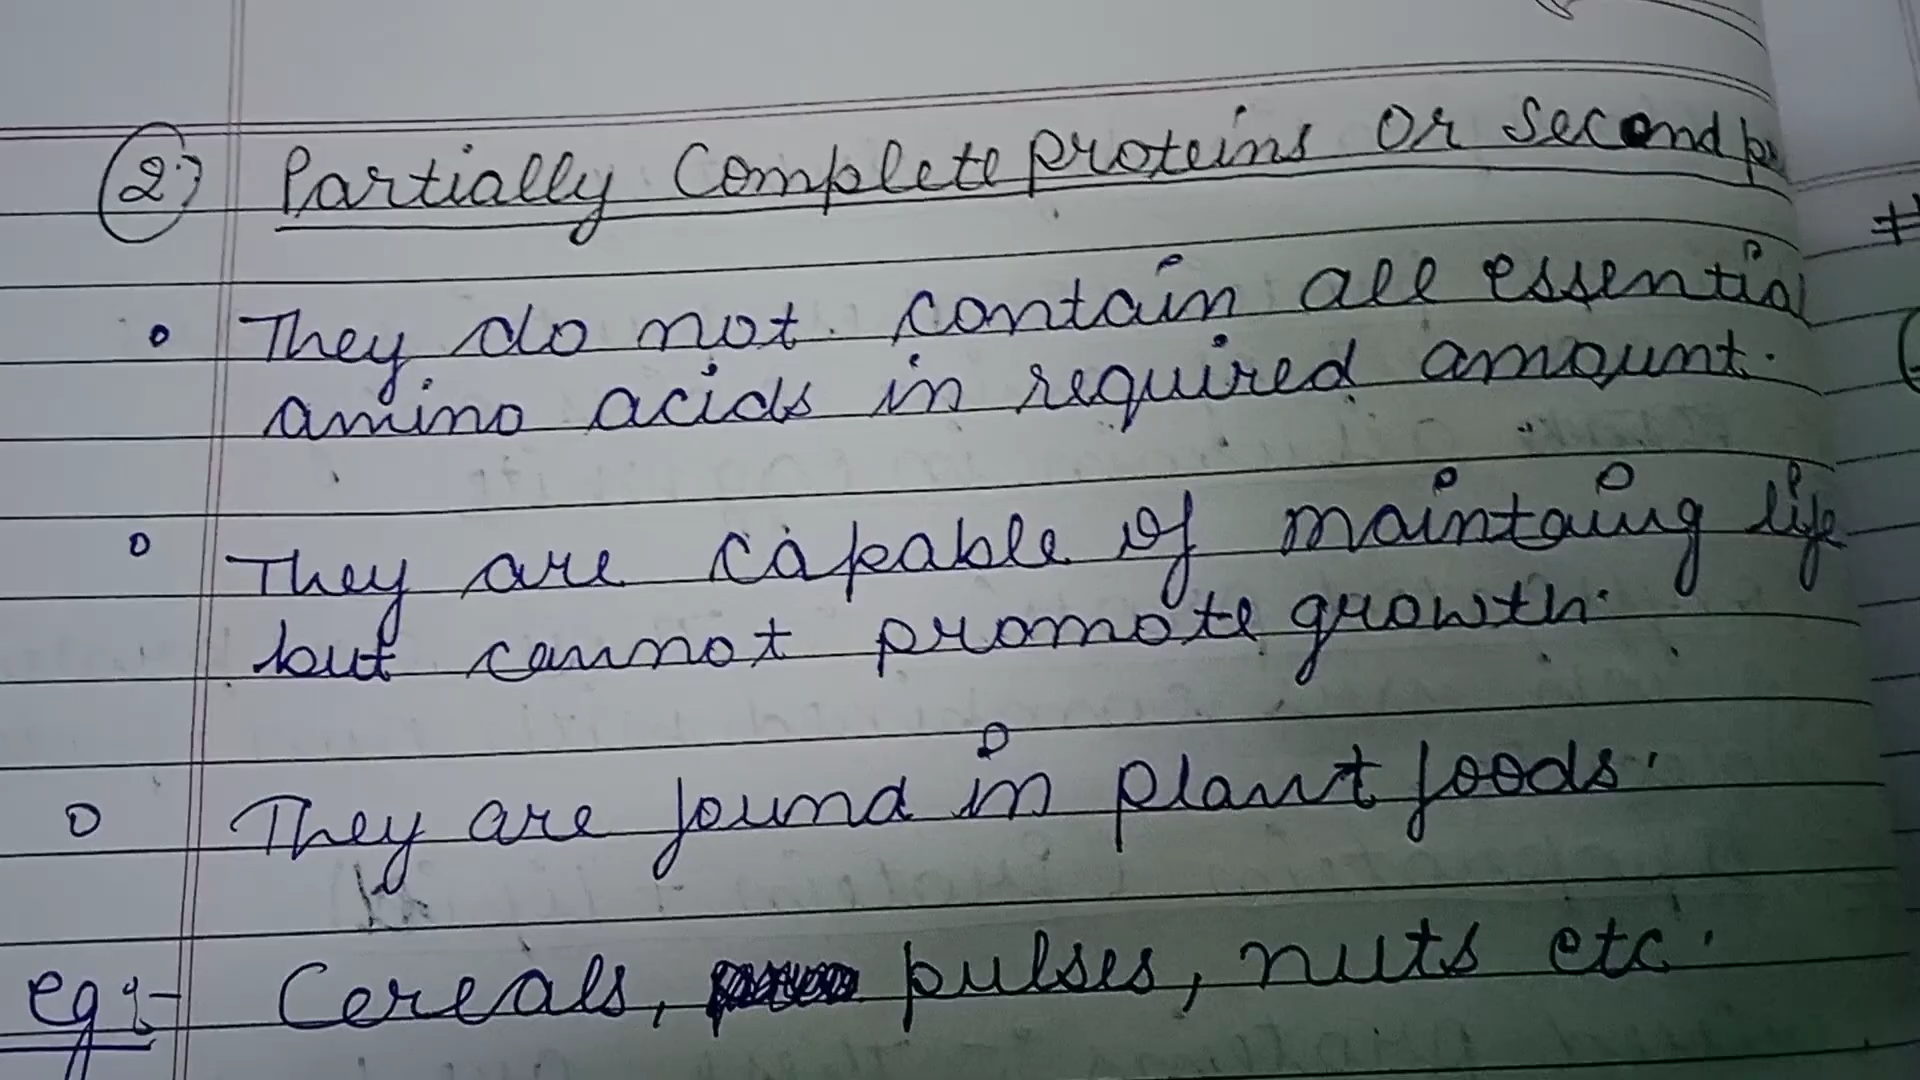 2) Partially Complete proteins or second
• They do not contain all essential
amino acids in required amount.
• They are capable of maintaing life
but cannot promote growth.
• They are found in plant foods.
eg:- Cereals, pulses, nuts etc.